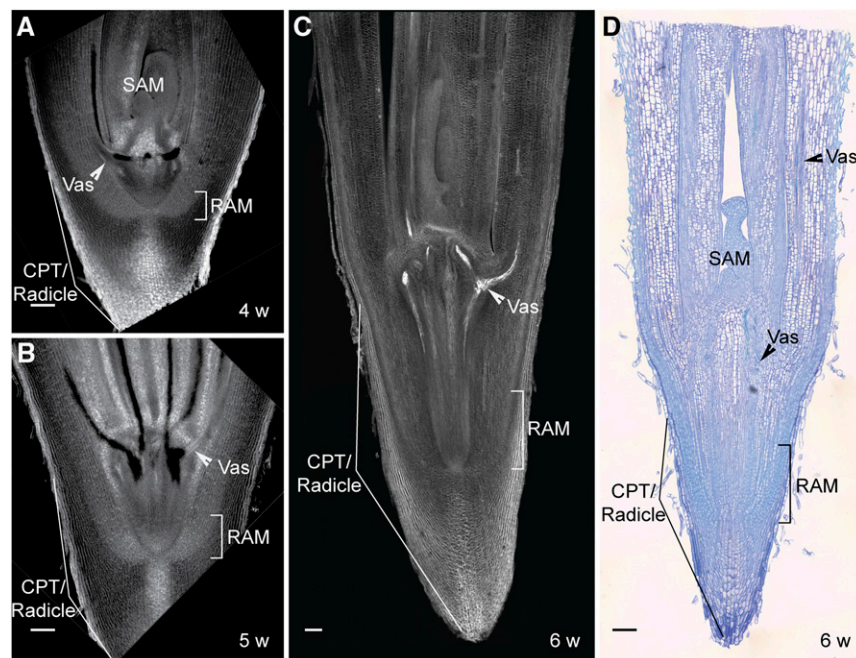 A
SAM
Vas
RAM
CPT/
Radicle
4 w
B
Vas
RAM
CPT/
Radicle
5 w
C
Vas
RAM
CPT/
Radicle
6 w
D
Vas
SAM
Vas
RAM
CPT/
Radicle
6 w